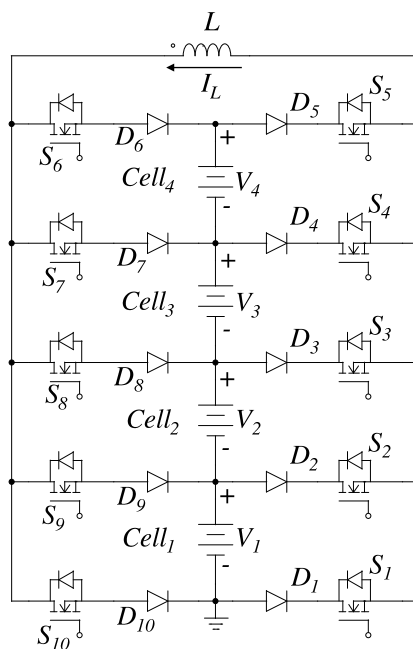 L
I_L
S_6
D_6
+
D_5
S_5
Cell_4
V_4
-
S_7
D_7
+
D_4
S_4
Cell_3
V_3
-
S_8
D_8
+
D_3
S_3
Cell_2
V_2
-
S_9
D_9
+
D_2
S_2
Cell_1
V_1
-
S_10
D_10
D_1
S_1